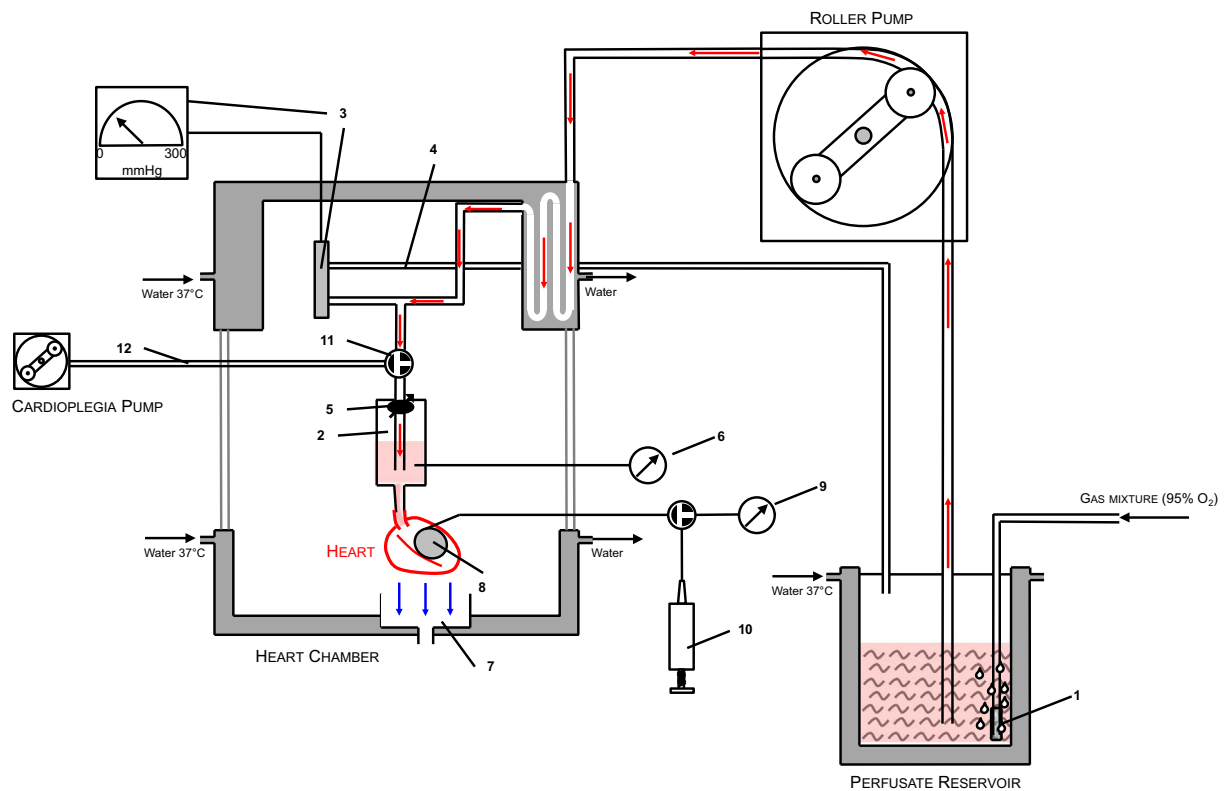 ROLLER PUMP
3
0 300
mmHg
4
Water 37°C
Water
11
12
CARDIOPLEGIA PUMP
5
2
6
9
GAS MIXTURE (95% O₂)
HEART
Water 37°C
Water
8
Water 37°C
10
HEART CHAMBER
7
1
PERFUSATE RESERVOIR